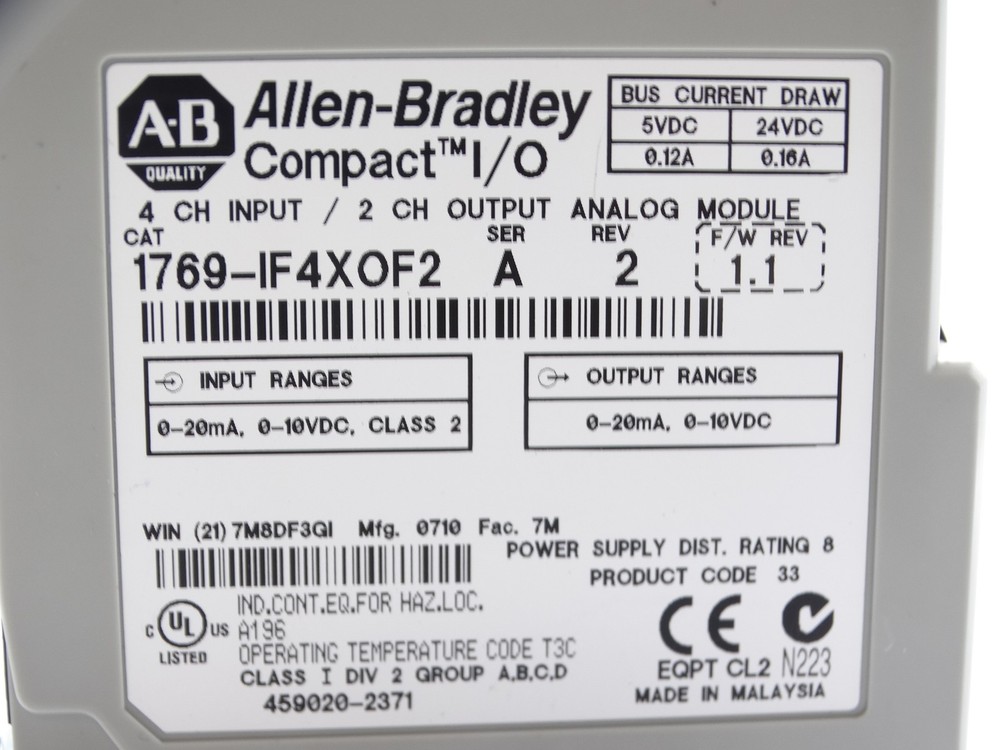 A-B
QUALITY
Allen-Bradley
Compact™ I/O
BUS CURRENT DRAW
5VDC 24VDC
0.12A 0.16A
4 CH INPUT / 2 CH OUTPUT ANALOG MODULE
CAT SER REV F/W REV
1769-IF4XOF2 A 2 1.1
INPUT RANGES
0-20mA, 0-10VDC, CLASS 2
OUTPUT RANGES
0-20mA, 0-10VDC
WIN (21) 7M8DF3GI Mfg. 0710 Fac. 7M
POWER SUPPLY DIST. RATING 8
PRODUCT CODE 33
C UL US
LISTED
IND.CONT.EQ.FOR HAZ.LOC.
A196
OPERATING TEMPERATURE CODE T3C
CLASS I DIV 2 GROUP A,B,C,D
459020-2371
CE
EQPT CL2 N223
MADE IN MALAYSIA